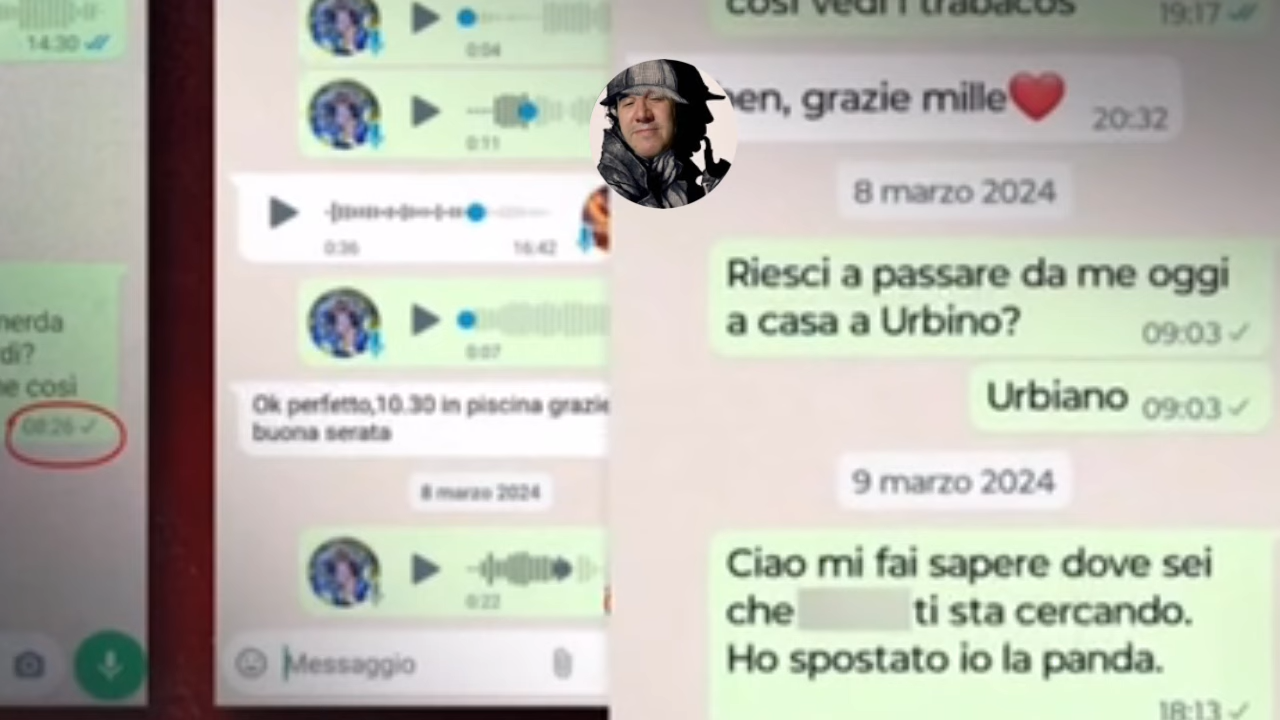 14:30
merda
di?
ne così
08:26
0:04
0:11
0:36
16:42
0:07
Ok perfetto,10.30 in piscina grazie
buona serata
8 marzo 2024
0:22
Messaggio
così vedi i trabacos
19:17
en, grazie mille❤️
20:32
8 marzo 2024
Riesci a passare da me oggi
a casa a Urbino?
09:03
Urbiano
09:03
9 marzo 2024
Ciao mi fai sapere dove sei
che ti sta cercando.
Ho spostato io la panda.
18:13